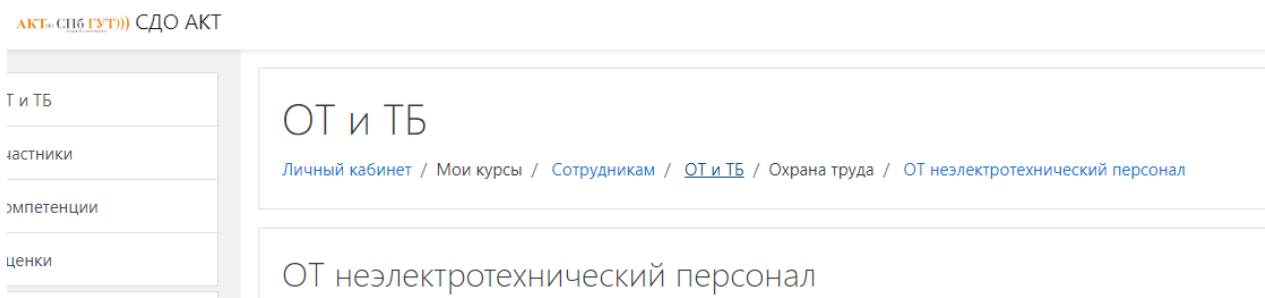 АКТ СПб ГУТ))) СДО АКТ
Т и ТБ
частники
омпетенции
ценки
ОТ и ТБ
Личный кабинет / Мои курсы / Сотрудникам / ОТ и ТБ / Охрана труда / ОТ неэлектротехнический персонал
ОТ неэлектротехнический персонал